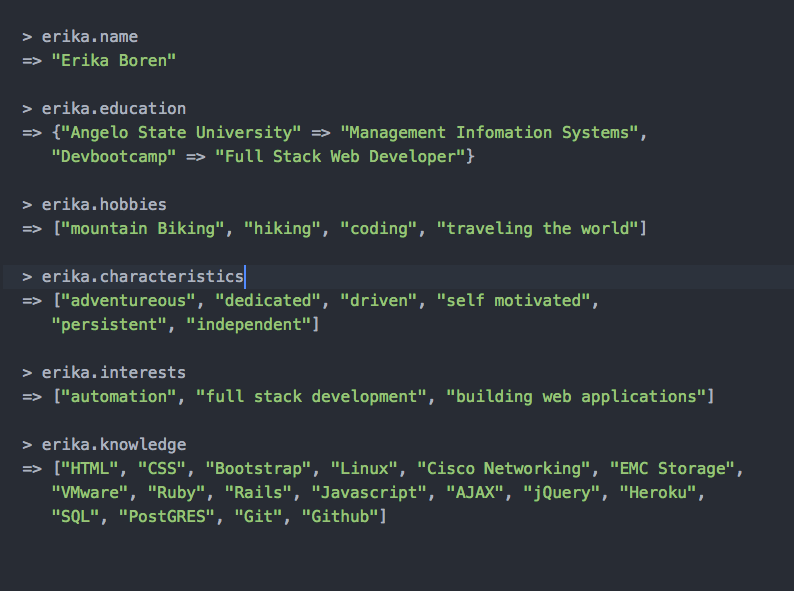 > erika.name
=> "Erika Boren"
> erika.education
=> {"Angelo State University" => "Management Infomation Systems",
"Devbootcamp" => "Full Stack Web Developer"}
> erika.hobbies
=> ["mountain Biking", "hiking", "coding", "traveling the world"]
> erika.characteristics
=> ["adventureous", "dedicated", "driven", "self motivated",
"persistent", "independent"]
> erika.interests
=> ["automation", "full stack development", "building web applications"]
> erika.knowledge
=> ["HTML", "CSS", "Bootstrap", "Linux", "Cisco Networking", "EMC Storage",
"VMware", "Ruby", "Rails", "Javascript", "AJAX", "jQuery", "Heroku",
"SQL", "PostGRES", "Git", "Github"]